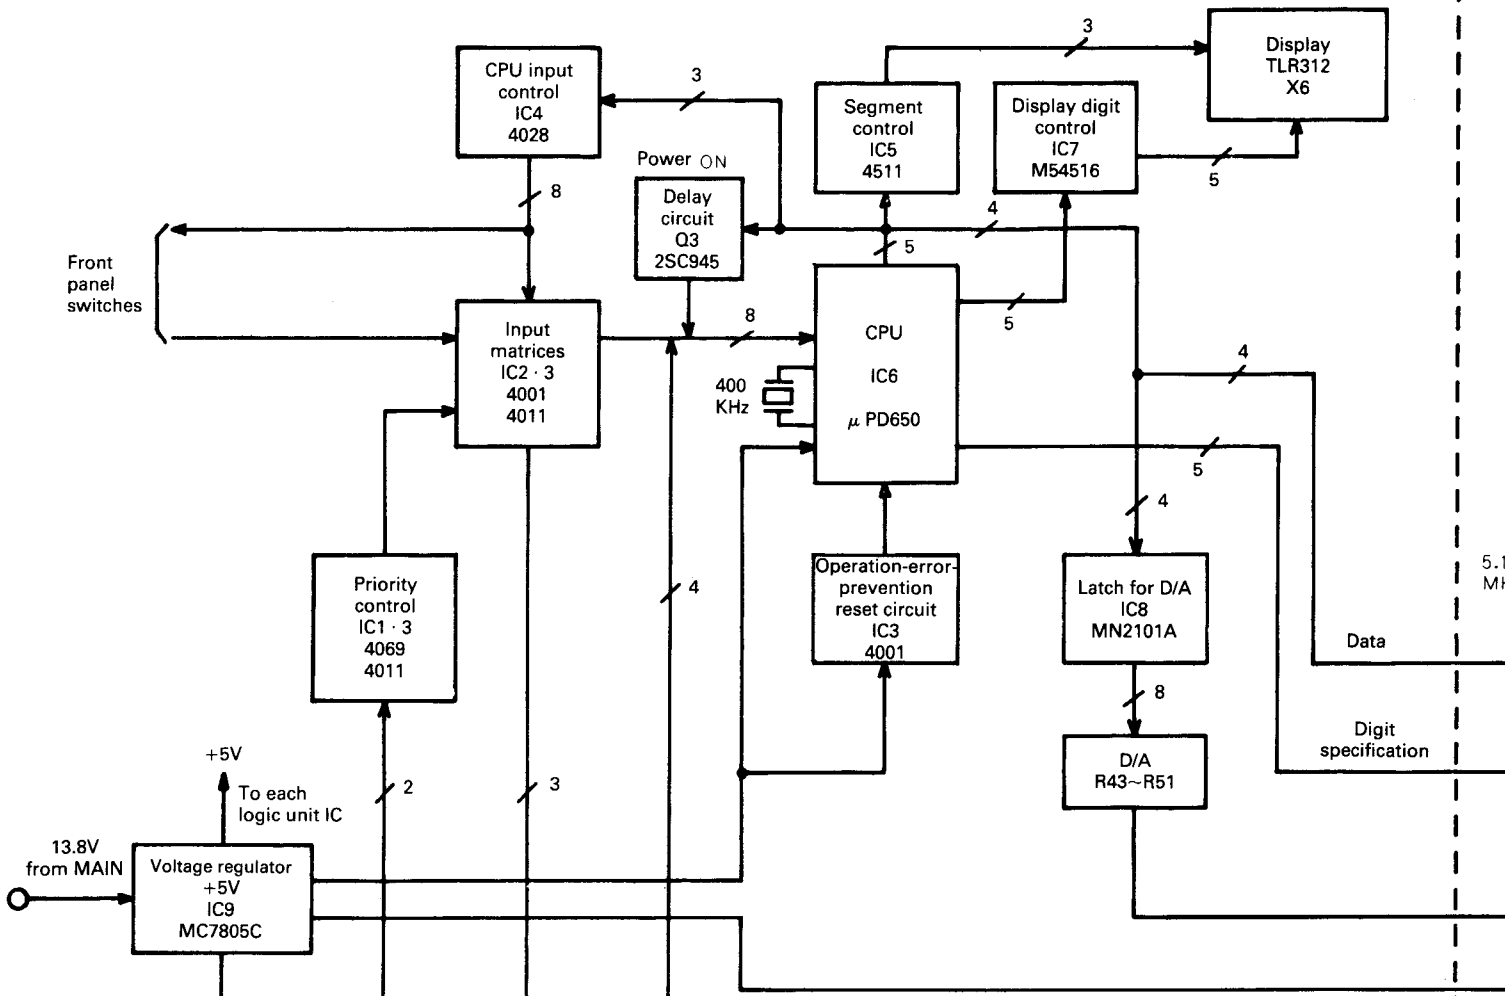 3
Display
TLR312
X6
CPU input
control
IC4
4028
3
Segment
control
IC5
4511
Display digit
control
IC7
M54516
5
Power ON
8
Delay
circuit
Q3
2SC945
4
5
Front
panel
switches
Input
matrices
IC2 · 3
4001
4011
8
CPU
IC6
μ PD650
5
400
KHz
4
5
4
Priority
control
IC1 · 3
4069
4011
4
Operation-error-
prevention
reset circuit
IC3
4001
Latch for D/A
IC8
MN2101A
5.1
Data
8
Digit
specification
+5V
To each
logic unit IC
2
3
D/A
R43~R51
13.8V
from MAIN
Voltage regulator
+5V
IC9
MC7805C